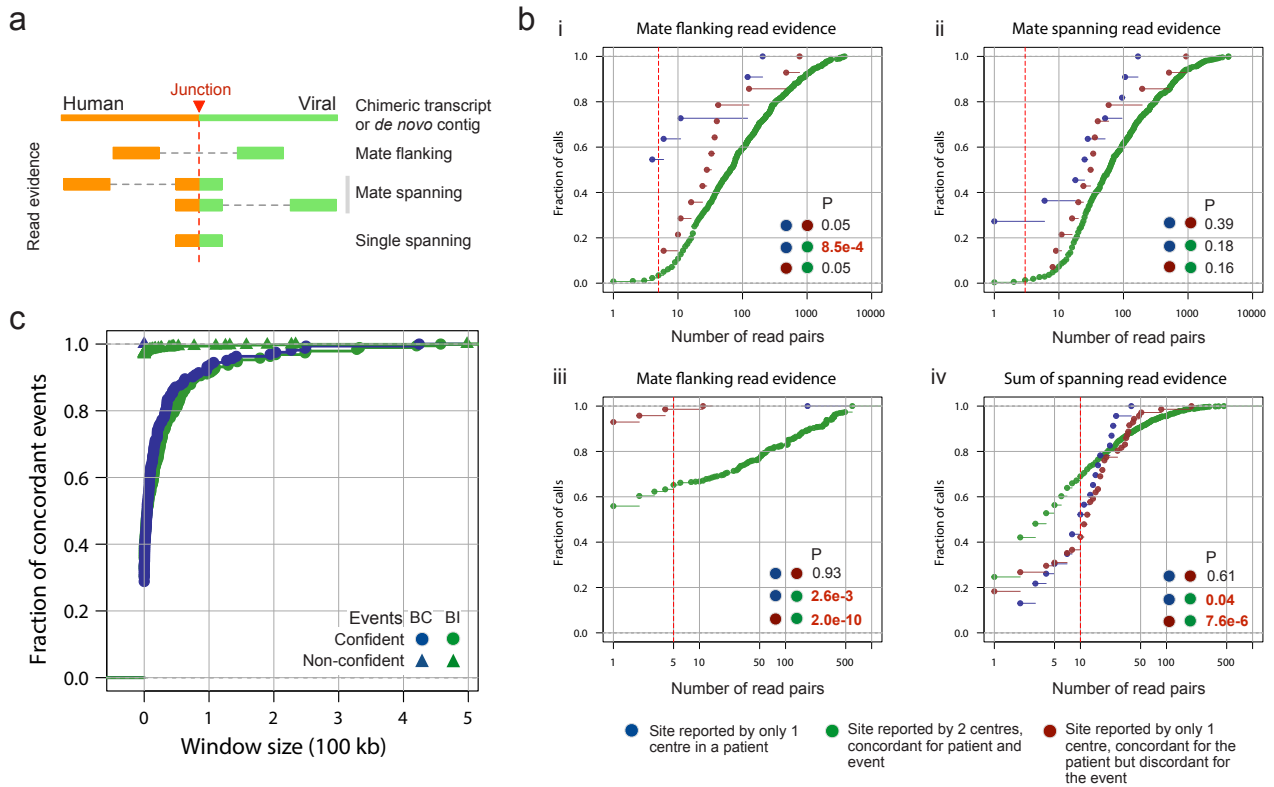 a
Junction
Human
Viral
Chimeric transcript
or de novo contig
Mate flanking
Mate spanning
Single spanning
Read evidence
b
i
Mate flanking read evidence
Fraction of calls
1.0
0.8
0.6
0.4
0.2
0.0
P
0.05
8.5e-4
0.05
1
10
100
1000
10000
Number of read pairs
ii
Mate spanning read evidence
Fraction of calls
1.0
0.8
0.6
0.4
0.2
0.0
P
0.39
0.18
0.16
1
10
100
1000
10000
Number of read pairs
iii
Mate flanking read evidence
Fraction of calls
1.0
0.8
0.6
0.4
0.2
0.0
P
0.93
2.6e-3
2.0e-10
1
5
10
50
100
500
Number of read pairs
iv
Sum of spanning read evidence
Fraction of calls
1.0
0.8
0.6
0.4
0.2
0.0
P
0.61
0.04
7.6e-6
1
5
10
50
100
500
Number of read pairs
Site reported by only 1
centre in a patient
Site reported by 2 centres,
concordant for patient and
event
Site reported by only 1
centre, concordant for the
patient but discordant for
the event
c
Fraction of concordant events
1.0
0.8
0.6
0.4
0.2
0.0
Events BC BI
Confident
Non-confident
0
1
2
3
4
5
Window size (100 kb)